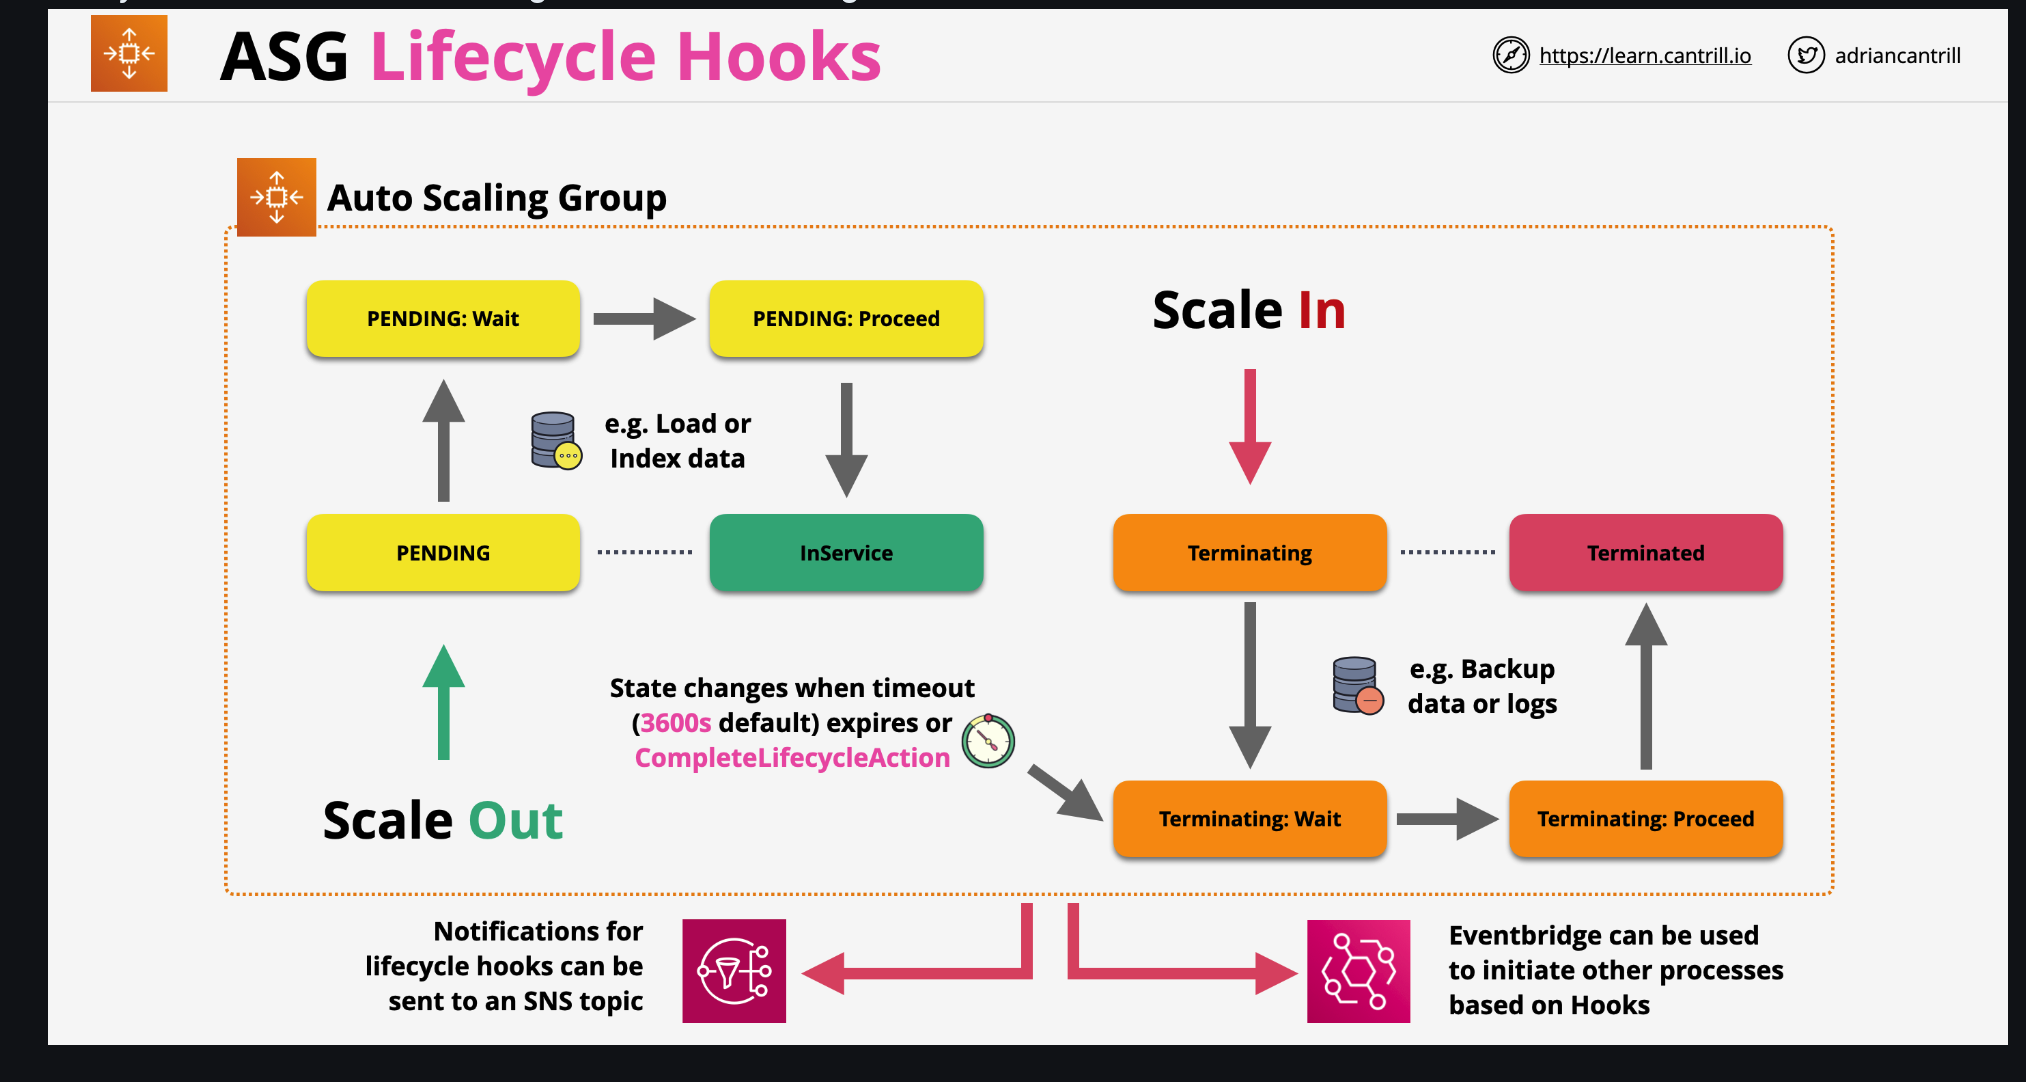 ASG Lifecycle Hooks
https://learn.cantrill.io
adriancantrill
Auto Scaling Group
PENDING: Wait
PENDING: Proceed
Scale In
e.g. Load or
Index data
PENDING
InService
Terminating
Terminated
State changes when timeout
(3600s default) expires or
CompleteLifecycleAction
e.g. Backup
data or logs
Scale Out
Terminating: Wait
Terminating: Proceed
Notifications for
lifecycle hooks can be
sent to an SNS topic
Eventbridge can be used
to initiate other processes
based on Hooks